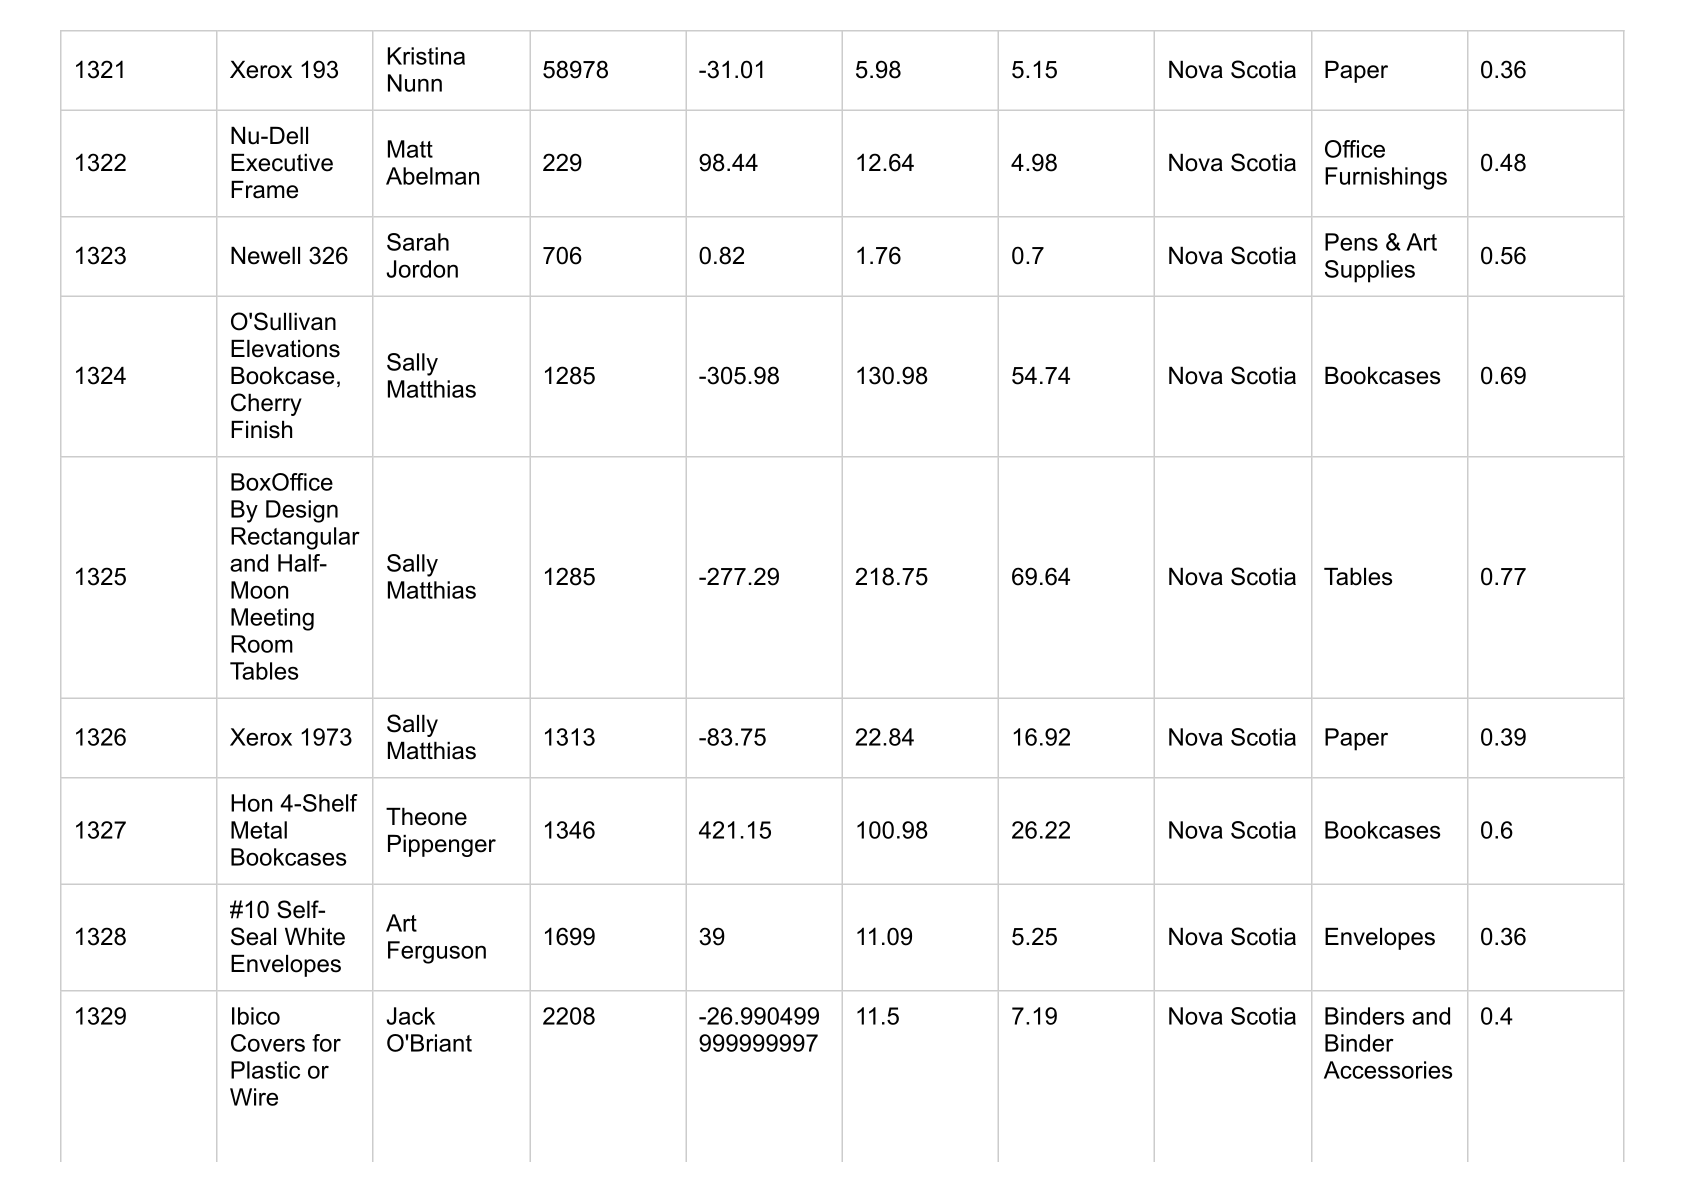 1321
Xerox 193
Kristina
Nunn
58978
-31.01
5.98
5.15
Nova Scotia
Paper
0.36
1322
Nu-Dell
Executive
Frame
Matt
Abelman
229
98.44
12.64
4.98
Nova Scotia
Office
Furnishings
0.48
1323
Newell 326
Sarah
Jordon
706
0.82
1.76
0.7
Nova Scotia
Pens & Art
Supplies
0.56
1324
O'Sullivan
Elevations
Bookcase,
Cherry
Finish
Sally
Matthias
1285
-305.98
130.98
54.74
Nova Scotia
Bookcases
0.69
1325
BoxOffice
By Design
Rectangular
and Half-
Moon
Meeting
Room
Tables
Sally
Matthias
1285
-277.29
218.75
69.64
Nova Scotia
Tables
0.77
1326
Xerox 1973
Sally
Matthias
1313
-83.75
22.84
16.92
Nova Scotia
Paper
0.39
1327
Hon 4-Shelf
Metal
Bookcases
Theone
Pippenger
1346
421.15
100.98
26.22
Nova Scotia
Bookcases
0.6
1328
#10 Self-
Seal White
Envelopes
Art
Ferguson
1699
39
11.09
5.25
Nova Scotia
Envelopes
0.36
1329
Ibico
Covers for
Plastic or
Wire
Jack
O'Briant
2208
-26.990499
999999997
11.5
7.19
Nova Scotia
Binders and
Binder
Accessories
0.4